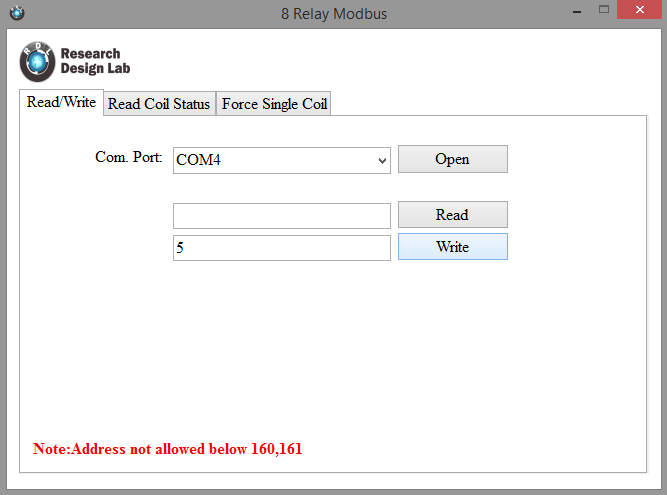 8 Relay Modbus
RDL
Research
Design Lab
Read/Write
Read Coil Status
Force Single Coil
Com. Port:
COM4
Open
Read
5
Write
Note:Address not allowed below 160,161